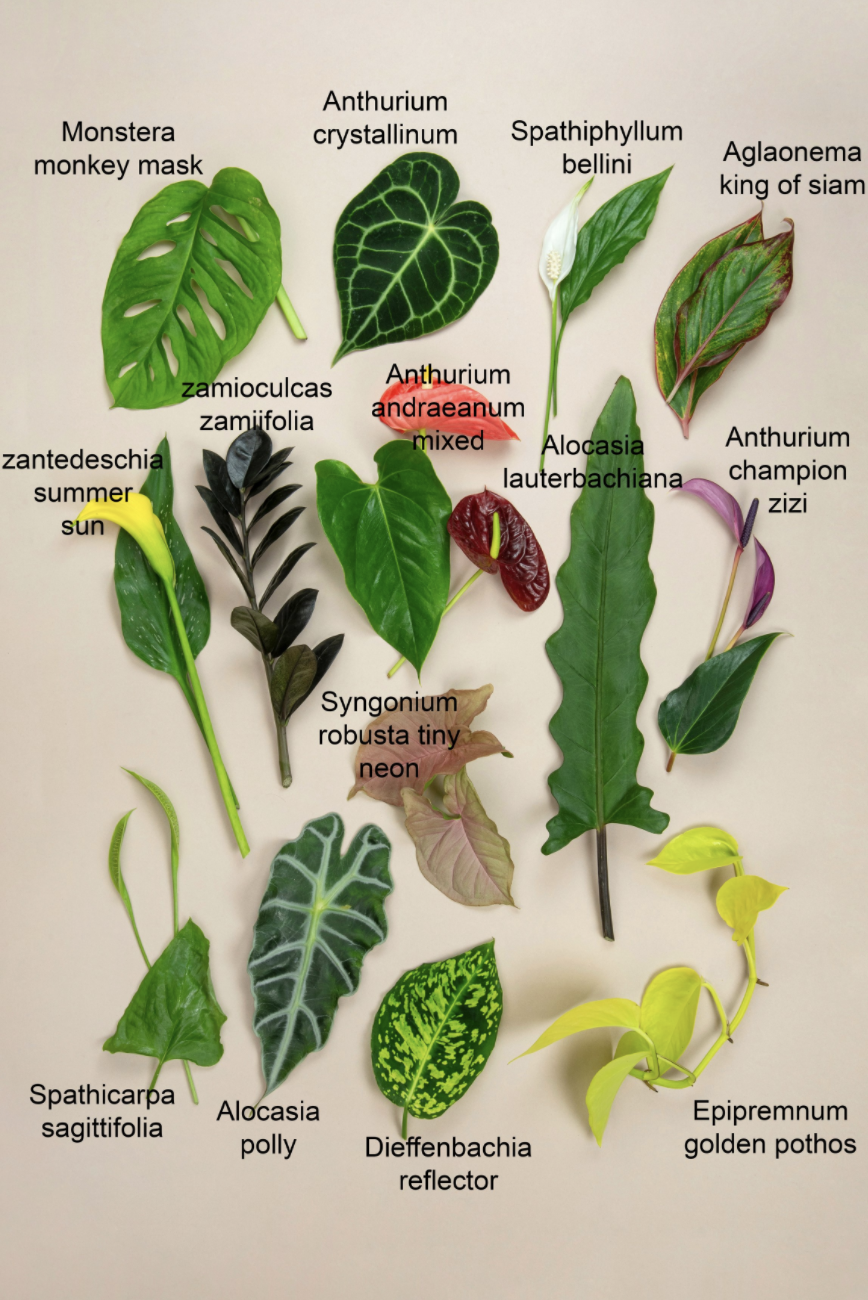 Anthurium
crystallinum
Monstera
monkey mask
Spathiphyllum
bellini
Aglaonema
king of siam
zamioculcas
zamiifolia
Anthurium
andraeanum
mixed
zantedeschia
summer
sun
Alocasia
lauterbachiana
Anthurium
champion
zizi
Syngonium
robusta tiny
neon
Spathicarpa
sagittifolia
Alocasia
polly
Dieffenbachia
reflector
Epipremnum
golden pothos